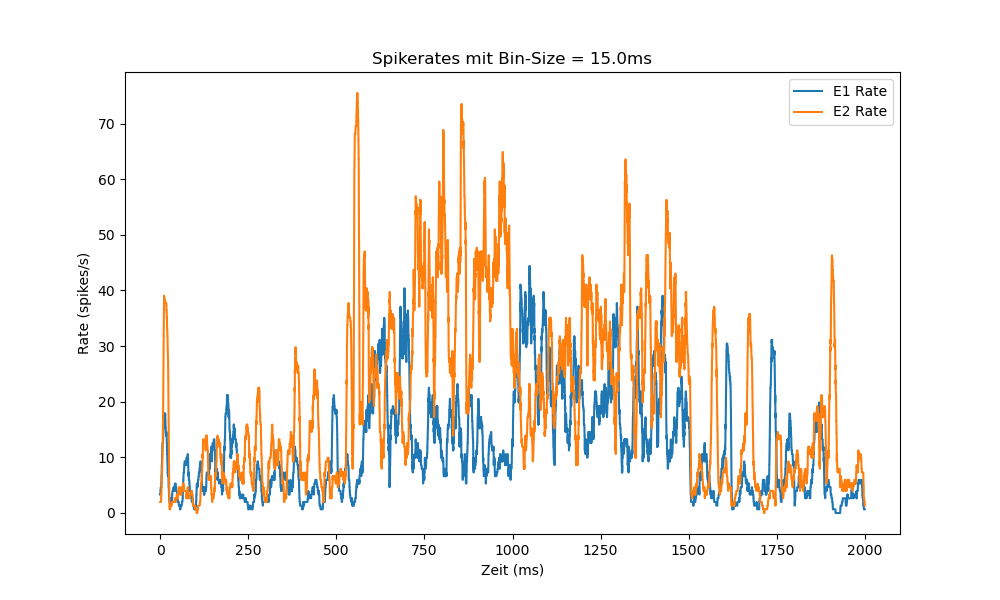 Spikerates mit Bin-Size = 15.0ms
E1 Rate
E2 Rate
70
60
50
40
30
20
10
0
Rate (spikes/s)
0 250 500 750 1000 1250 1500 1750 2000
Zeit (ms)